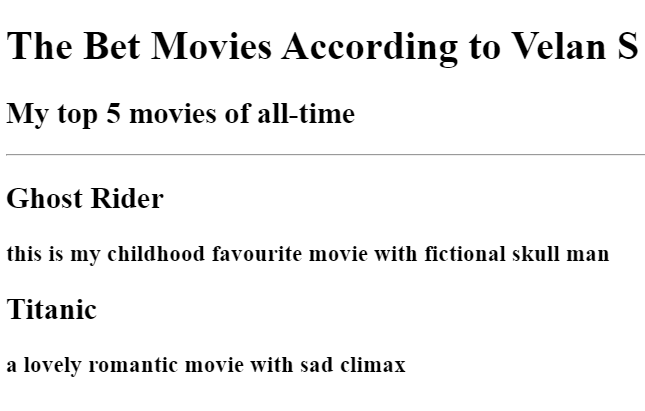 The Bet Movies According to Velan S
My top 5 movies of all-time
Ghost Rider
this is my childhood favourite movie with fictional skull man
Titanic
a lovely romantic movie with sad climax